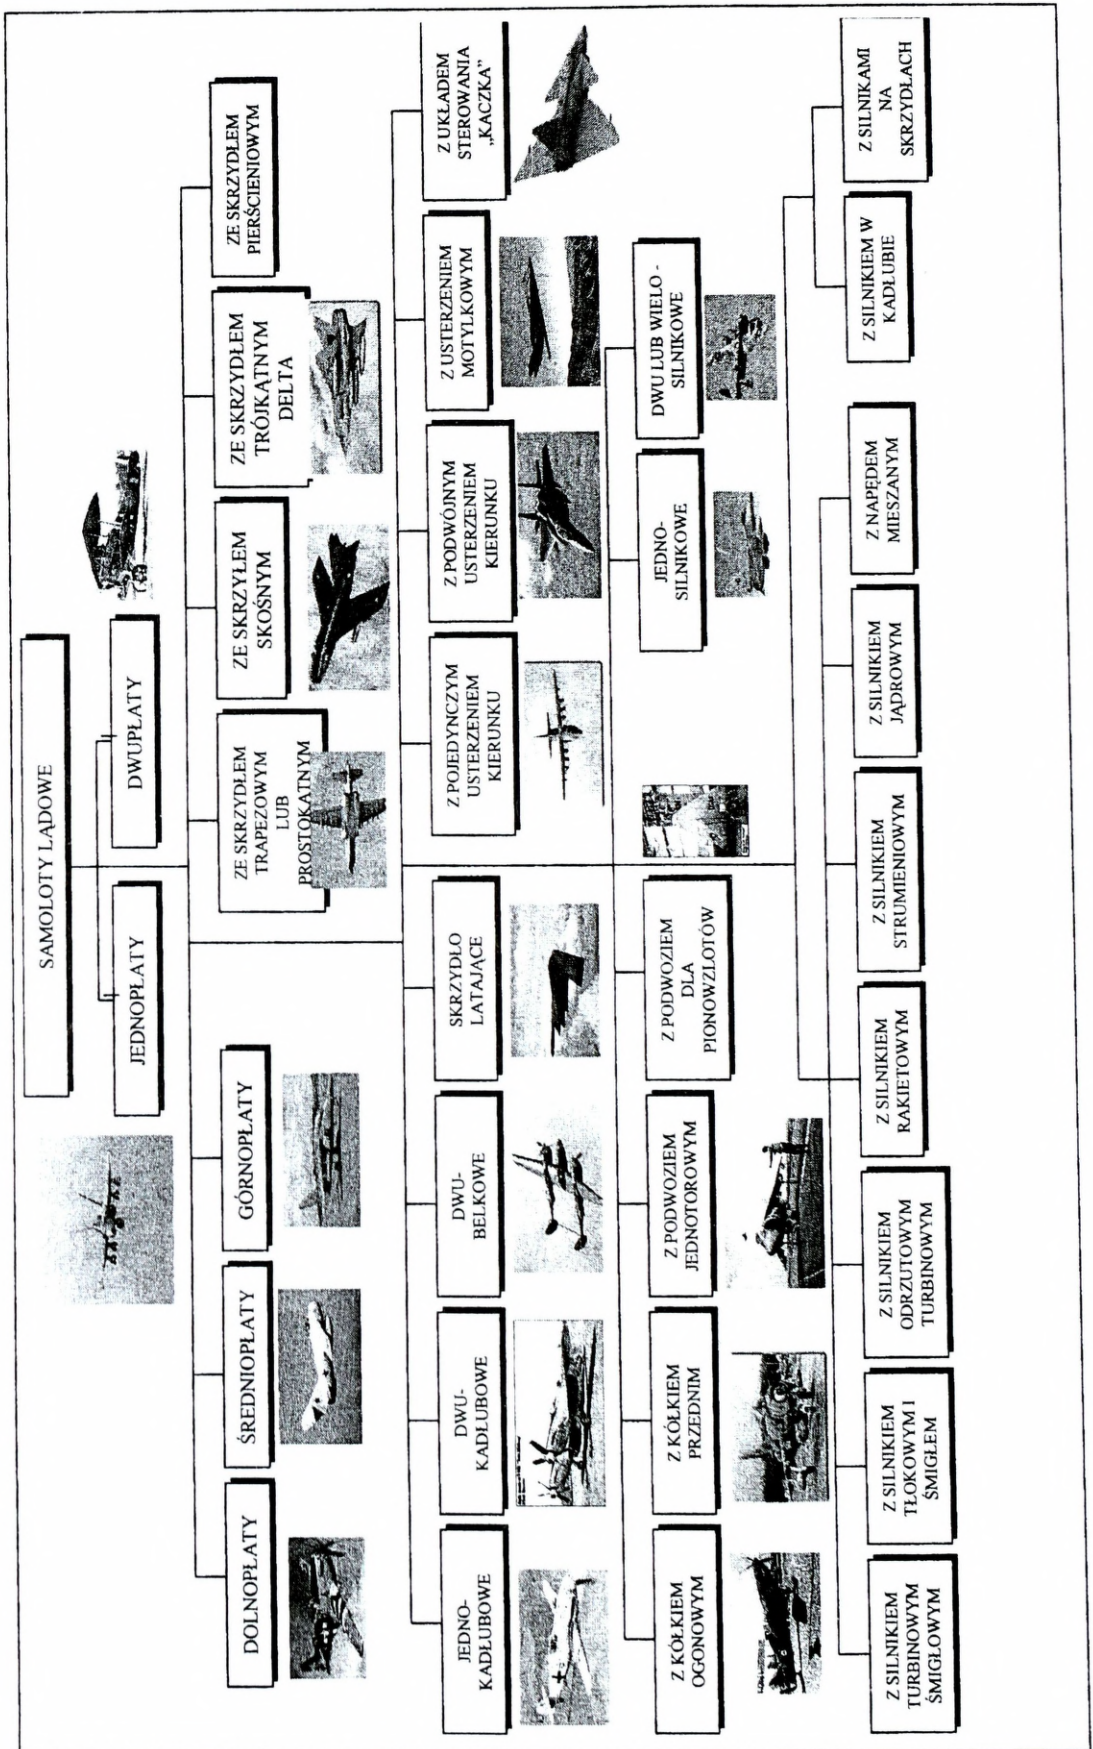 SAMOLOTY LĄDOWE
JEDNOPŁATY
DWUPŁATY
DOLNOPŁATY
ŚREDNIOPŁATY
GÓRNOPŁATY
ZE SKRZYDŁEM
TRAPEZOWYM
LUB
PROSTOKATNYM
ZE SKRZYŁEM
SKOŚNYM
ZE SKRZYDŁEM
TRÓJKATNYM
DELTA
ZE SKRZYDŁEM
PIERŚCIENIOWYM
JEDNO-
KADŁUBOWE
DWU-
KADŁUBOWE
DWU-
BELKOWE
SKRZYDŁO
LATAJĄCE
Z POJEDYNCZYM
USTERZENIEM
KIERUNKU
Z PODWÓJNYM
USTERZENIEM
KIERUNKU
Z USTERZENIEM
MOTYLKOWYM
Z UKŁADEM
STEROWANIA
„KACZKA”
Z KÓŁKIEM
OGONOWYM
Z KÓŁKIEM
PRZEDNIM
Z PODWOZIEM
JEDNOTOROWYM
Z PODWOZIEM
DLA
PIONOWZLOTÓW
JEDNO-
SILNIKOWE
DWU LUB WIELO -
SILNIKOWE
Z SILNIKIEM
TURBINOWYM
ŚMIGŁOWYM
Z SILNIKIEM
TŁOKOWYM I
ŚMIGŁEM
Z SILNIKIEM
ODRZUTOWYM
TURBINOWYM
Z SILNIKIEM
RAKIETOWYM
Z SILNIKIEM
STRUMIENIOWYM
Z SILNIKIEM
JĄDROWYM
Z NAPĘDEM
MIESZANYM
Z SILNIKIEM W
KADŁUBIE
Z SILNIKAMI
NA
SKRZYDŁACH